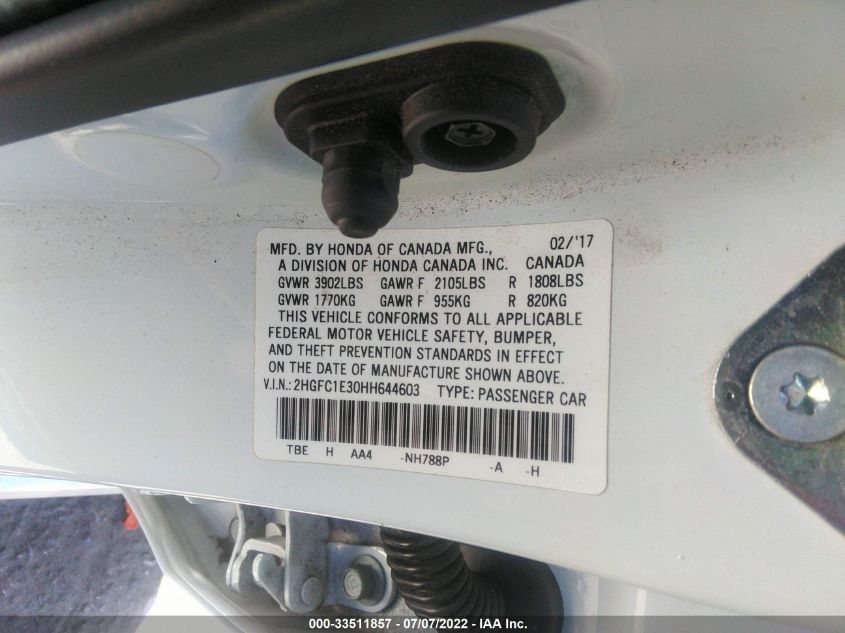 MFD. BY HONDA OF CANADA MFG., 02/'17
A DIVISION OF HONDA CANADA INC. CANADA
GVWR 3902LBS GAWR F 2105LBS R 1808LBS
GVWR 1770KG GAWR F 955KG R 820KG
THIS VEHICLE CONFORMS TO ALL APPLICABLE
FEDERAL MOTOR VEHICLE SAFETY, BUMPER,
AND THEFT PREVENTION STANDARDS IN EFFECT
ON THE DATE OF MANUFACTURE SHOWN ABOVE.
V.I.N.: 2HGFC1E30HH644603 TYPE: PASSENGER CAR
TBE H AA4 -NH788P -A -H
000-33511857 - 07/07/2022 - IAA Inc.